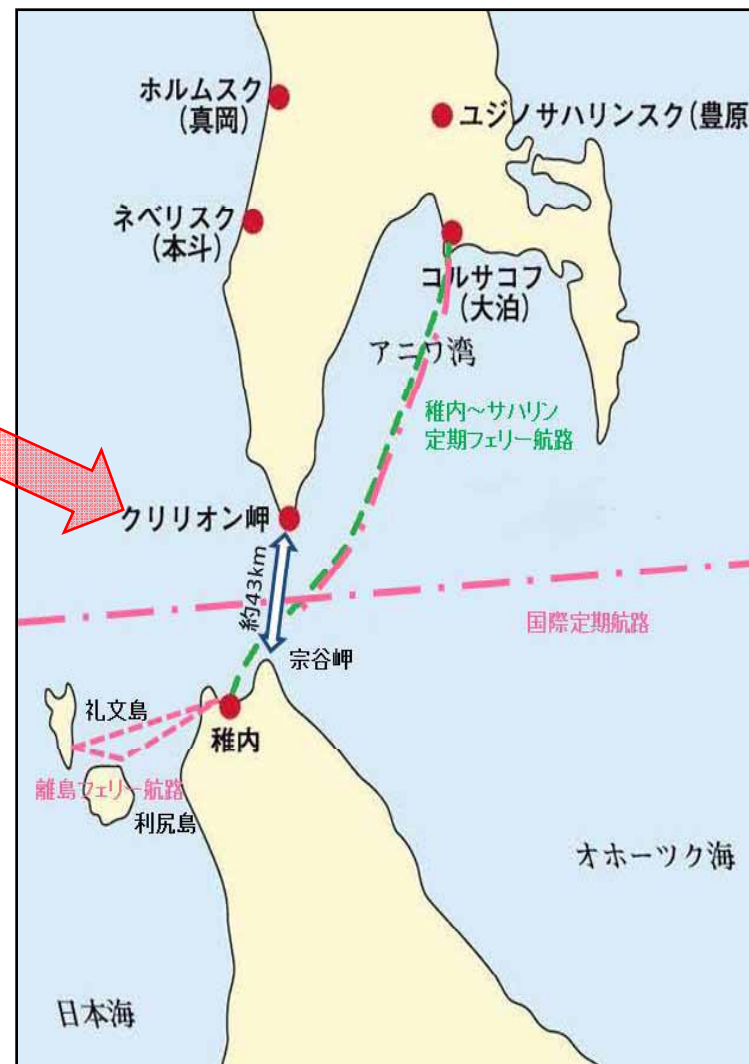 ホルムスク
(真岡)
ユジノサハリンスク(豊原
ネベリスク
(本斗)
コルサコフ
(大泊)
アニワ湾
稚内~サハリン
定期フェリー航路
クリリオン岬
約43km
国際定期航路
宗谷岬
礼文島
稚内
離島フェリー航路
利尻島
オホーツク海
日本海